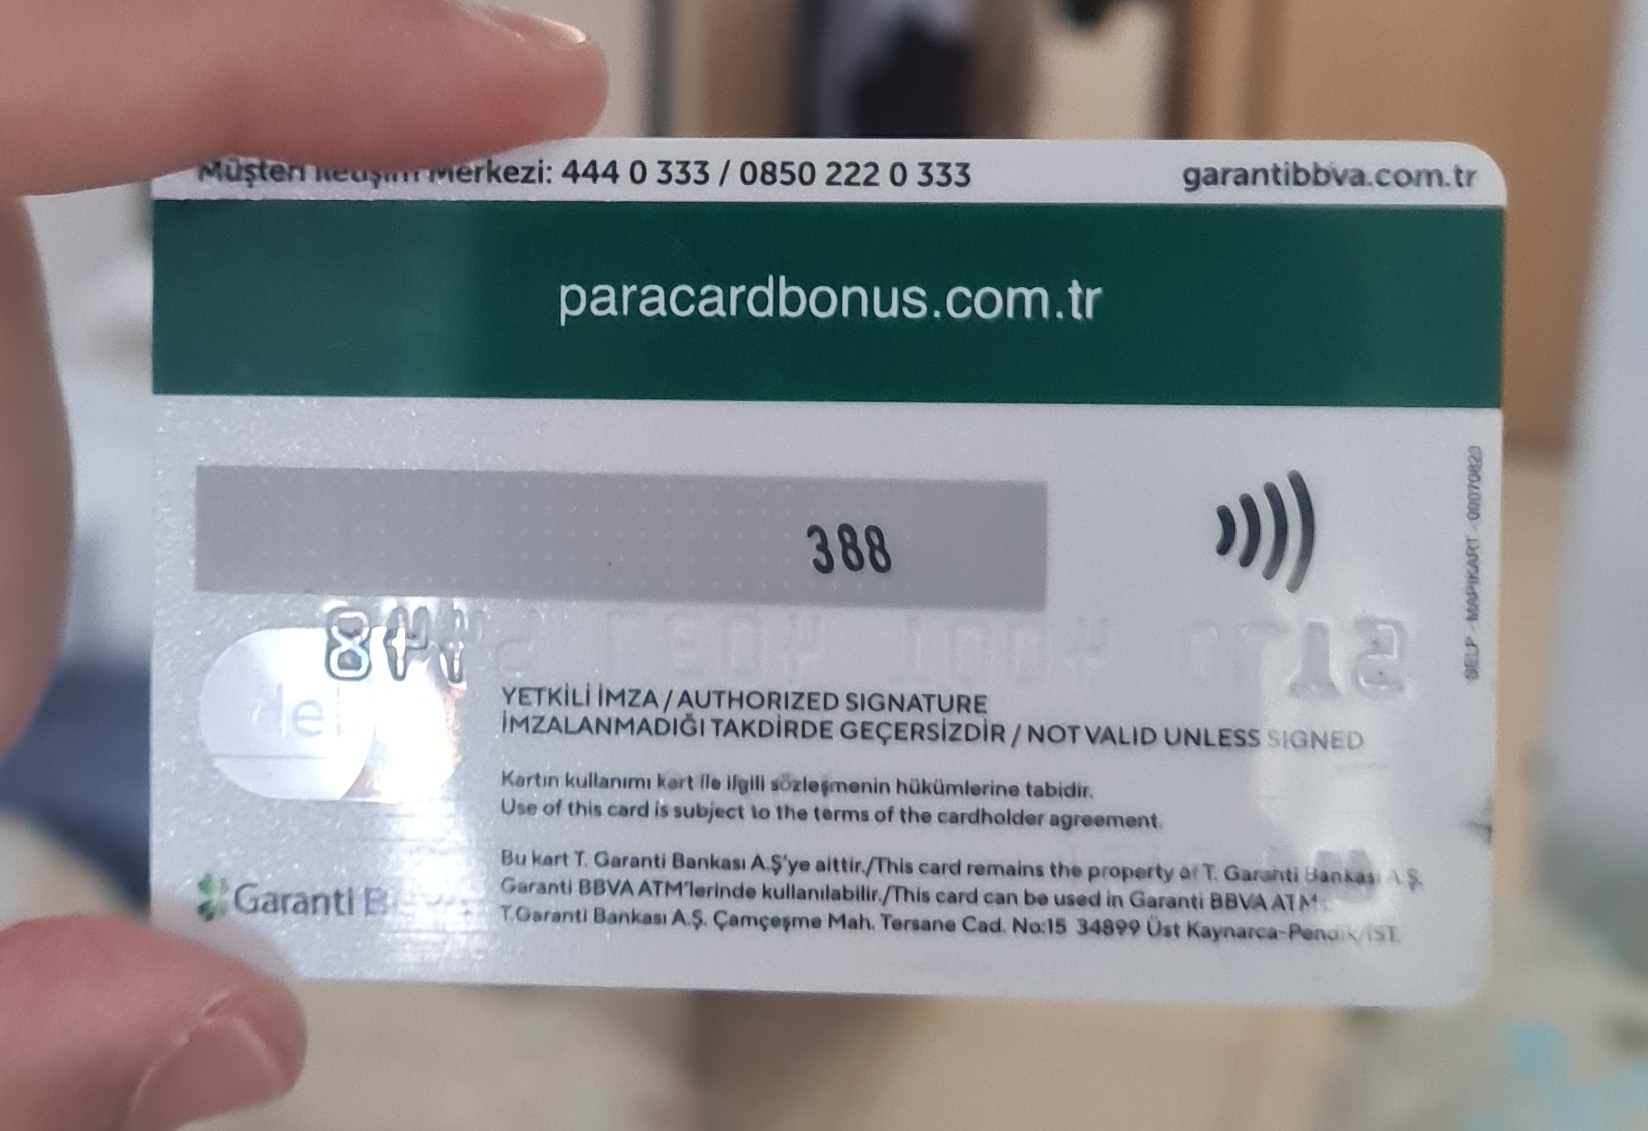 Merkezi: 444 0 333 / 0850 222 0 333
garantibbva.com.tr
paracardbonus.com.tr
388
SELP - MAPIKART - 00070823
YETKİLİ İMZA / AUTHORIZED SIGNATURE
İMZALANMADIĞI TAKDİRDE GEÇERSİZDİR / NOT VALID UNLESS SIGNED
Kartın kullanımı kart ile ilgili sözleşmenin hükümlerine tabidir.
Use of this card is subject to the terms of the cardholder agreement.
Bu kart T. Garanti Bankası A.Ş'ye aittir./This card remains the property of T. Garanti Bankası A.Ş.
Garanti BBVA ATM'lerinde kullanılabilir./This card can be used in Garanti BBVA ATM
T.Garanti Bankası A.Ş. Çamçeşme Mah. Tersane Cad. No:15 34899 Üst Kaynarca-Pendik/İST.
Garanti